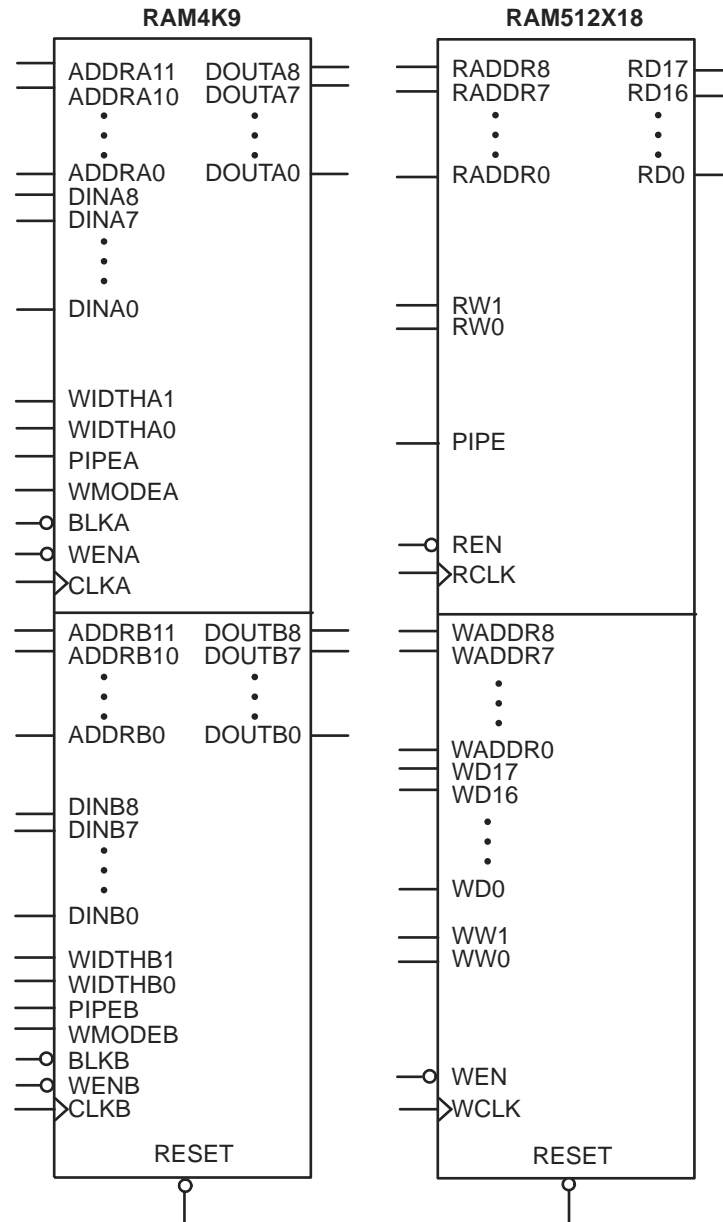 RAM4K9
ADDRA11 DOUTA8
ADDRA10 DOUTA7
ADDRA0 DOUTA0
DINA8
DINA7
DINA0
WIDTHA1
WIDTHA0
PIPEA
WMODEA
BLKA
WENA
CLKA
ADDRB11 DOUTB8
ADDRB10 DOUTB7
ADDRB0 DOUTB0
DINB8
DINB7
DINB0
WIDTHB1
WIDTHB0
PIPEB
WMODEB
BLKB
WENB
CLKB
RESET
RAM512X18
RADDR8 RD17
RADDR7 RD16
RADDR0 RD0
RW1
RW0
PIPE
REN
RCLK
WADDR8
WADDR7
WADDR0
WD17
WD16
WD0
WW1
WW0
WEN
WCLK
RESET